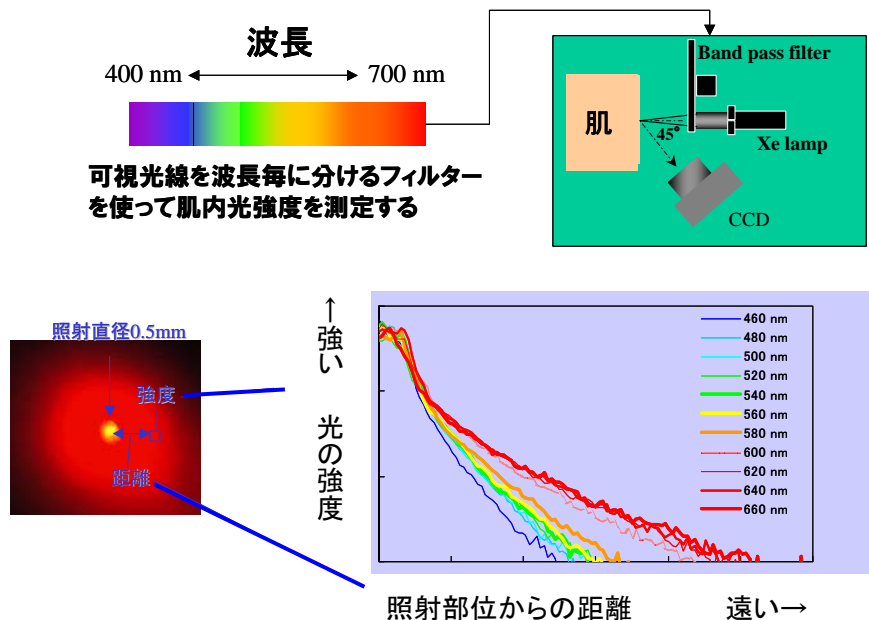 波長
400 nm
700 nm
可視光線を波長毎に分けるフィルター
を使って肌内光強度を測定する
Band pass filter
肌
45°
Xe lamp
CCD
照射直径0.5mm
強度
距離
↑強い 光の強度
460 nm
480 nm
500 nm
520 nm
540 nm
560 nm
580 nm
600 nm
620 nm
640 nm
660 nm
照射部位からの距離 遠い→